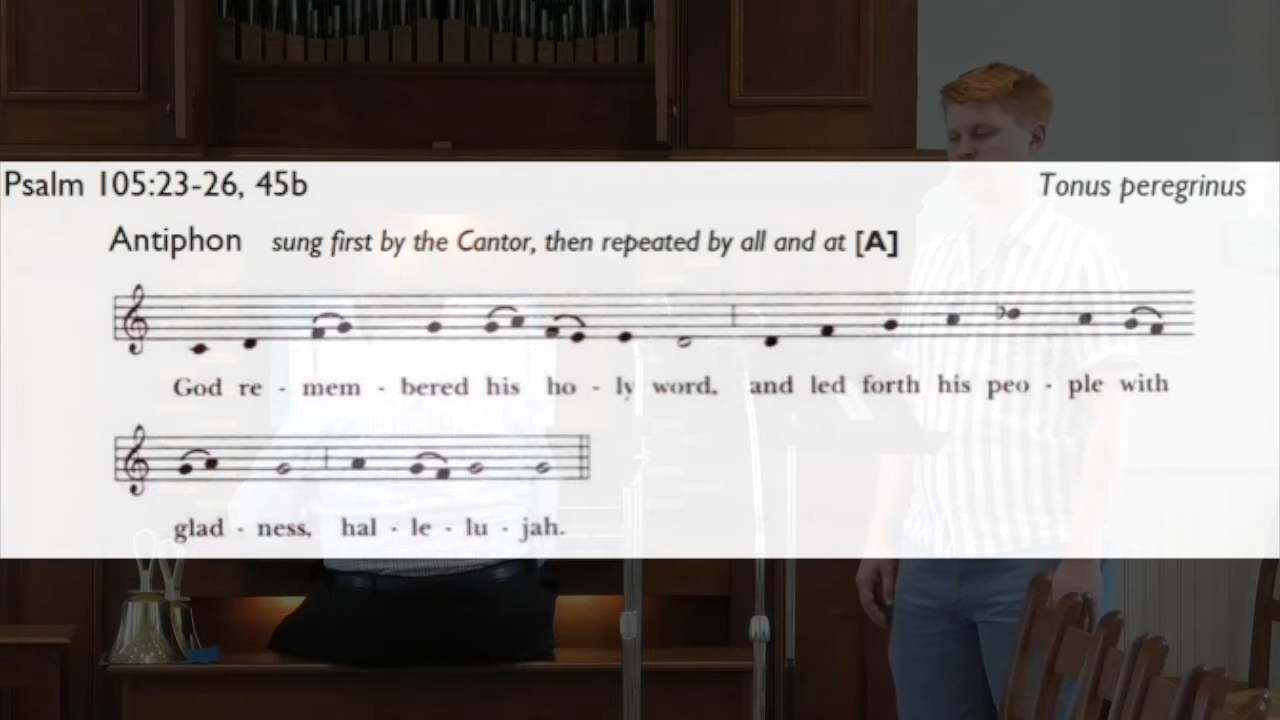 Psalm 105:23-26, 45b
Tonus peregrinus
Antiphon sung first by the Cantor, then repeated by all and at [A]
God re - mem - bered his ho - ly word, and led forth his peo - ple with
glad - ness, hal - le - lu - jah.